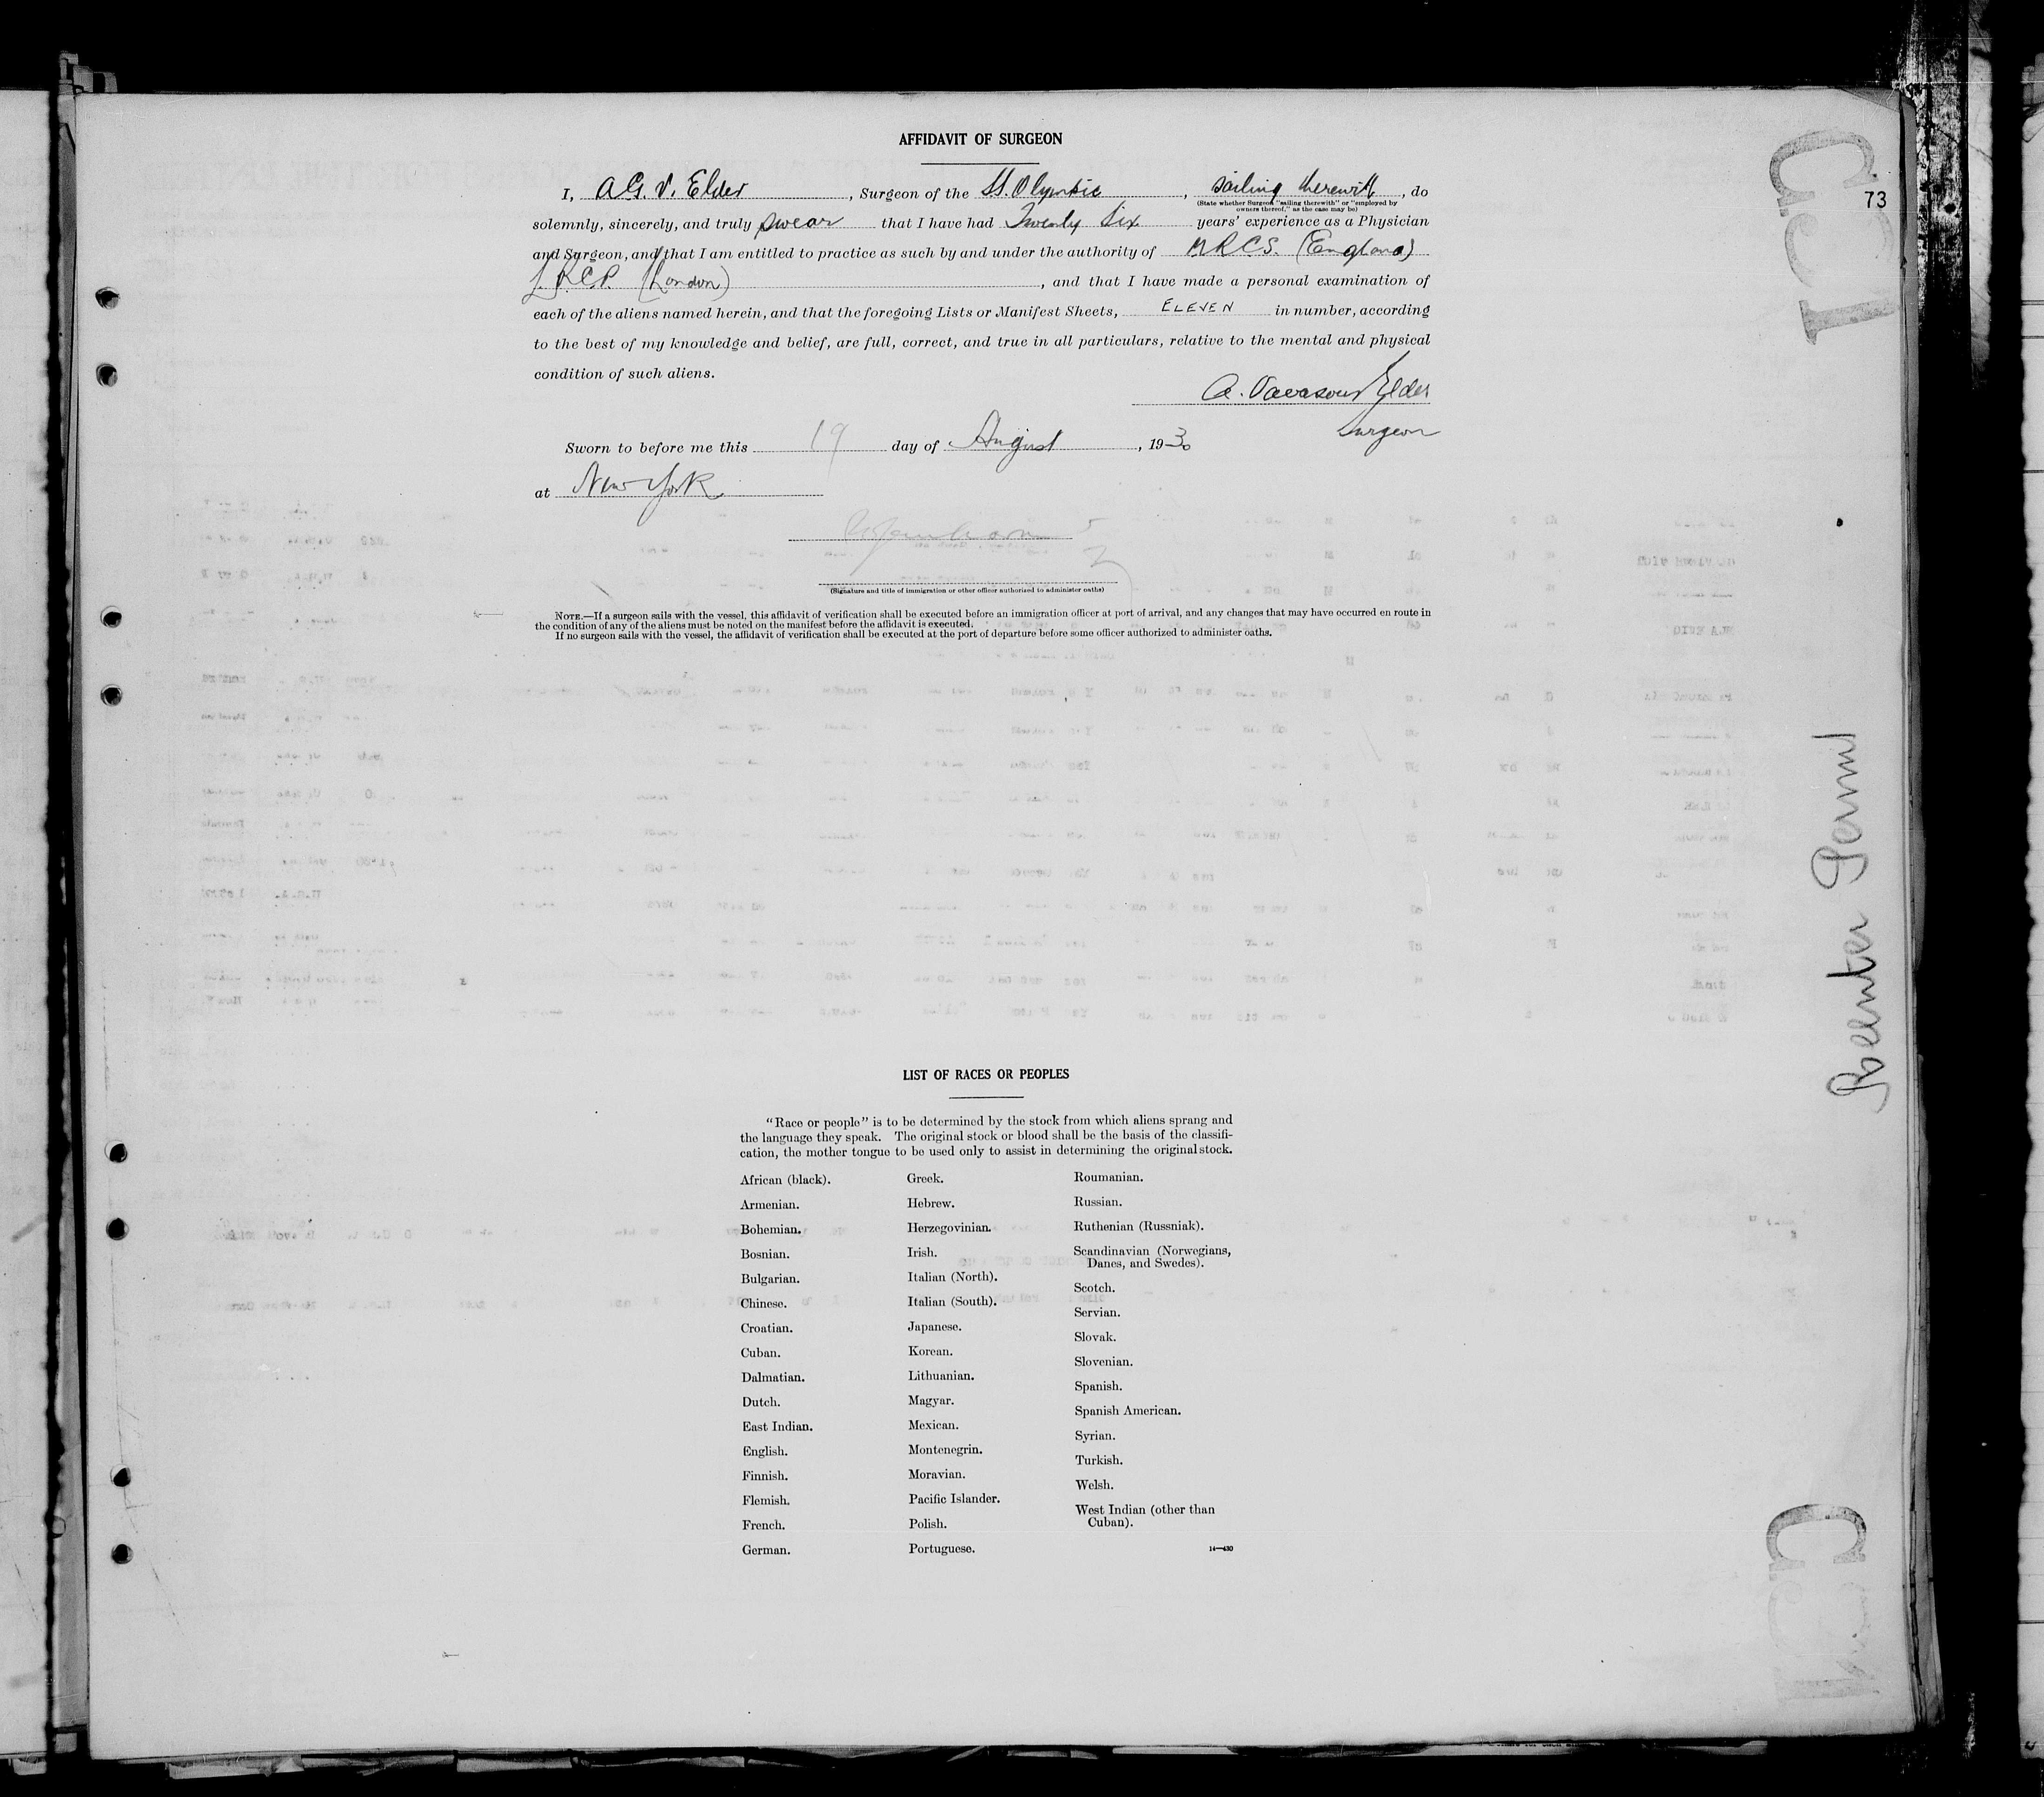 AFFIDAVIT OF SURGEON
I, A.G.V. Elder, Surgeon of the SS. Olympic, sailing therewith, do
(State whether Surgeon "sailing therewith" or "employed by
owners thereof," as the case may be)
73
solemnly, sincerely, and truly swear that I have had Twenty Six years' experience as a Physician
and Surgeon, and that I am entitled to practice as such by and under the authority of M.R.C.S. (England)
L.R.C.P. (London), and that I have made a personal examination of
each of the aliens named herein, and that the foregoing Lists or Manifest Sheets, ELEVEN in number, according
to the best of my knowledge and belief, are full, correct, and true in all particulars, relative to the mental and physical
condition of such aliens.
A. Vavasour Elder
Surgeon
Sworn to before me this 19 day of August, 1930
at New York
(Signature and title of immigration or other officer authorized to administer oaths)
NOTE.—If a surgeon sails with the vessel, this affidavit of verification shall be executed before an immigration officer at port of arrival, and any changes that may have occurred en route in
the condition of any of the aliens must be noted on the manifest before the affidavit is executed.
If no surgeon sails with the vessel, the affidavit of verification shall be executed at the port of departure before some officer authorized to administer oaths.
Reenter Permit
LIST OF RACES OR PEOPLES
"Race or people" is to be determined by the stock from which aliens sprang and
the language they speak. The original stock or blood shall be the basis of the classifi-
cation, the mother tongue to be used only to assist in determining the original stock.
African (black).
Armenian.
Bohemian.
Bosnian.
Bulgarian.
Chinese.
Croatian.
Cuban.
Dalmatian.
Dutch.
East Indian.
English.
Finnish.
Flemish.
French.
German.
Greek.
Hebrew.
Herzegovinian.
Irish.
Italian (North).
Italian (South).
Japanese.
Korean.
Lithuanian.
Magyar.
Mexican.
Montenegrin.
Moravian.
Pacific Islander.
Polish.
Portuguese.
Roumanian.
Russian.
Ruthenian (Russniak).
Scandinavian (Norwegians,
Danes, and Swedes).
Scotch.
Servian.
Slovak.
Slovenian.
Spanish.
Spanish American.
Syrian.
Turkish.
Welsh.
West Indian (other than
Cuban).
14—430